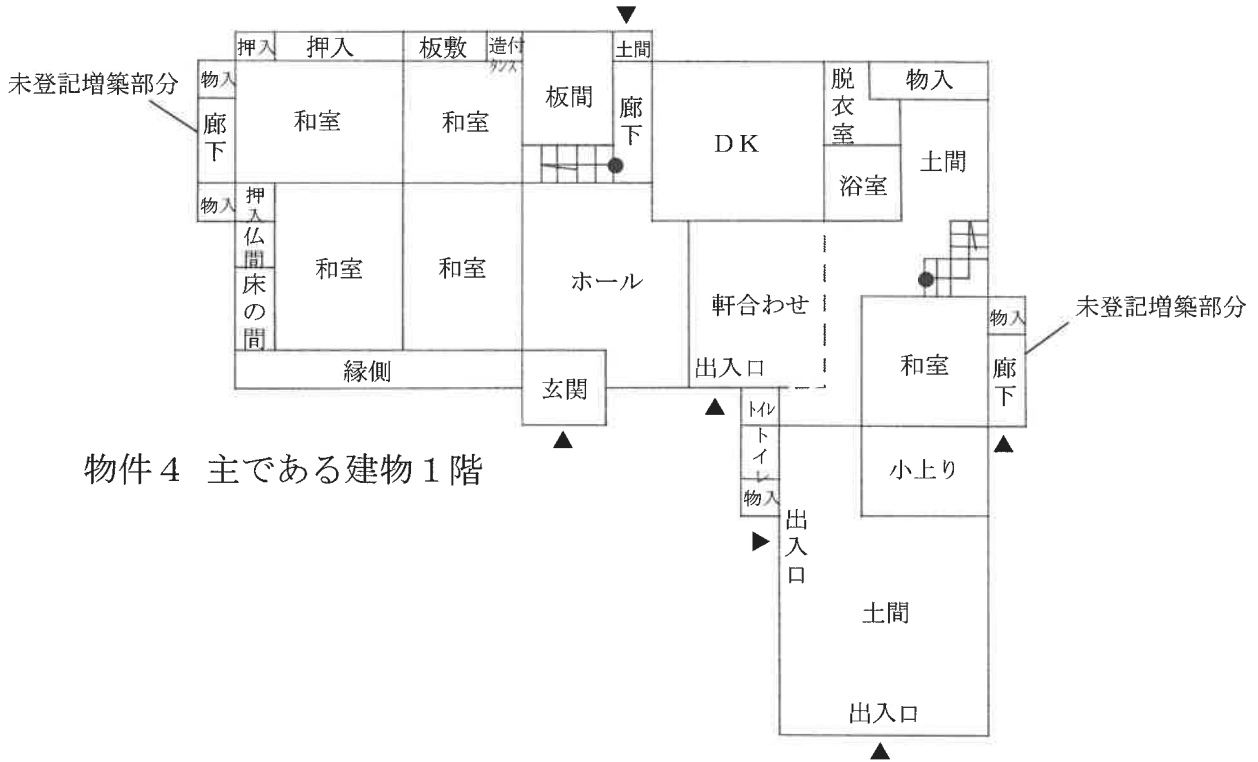 押入
押入
板敷
造付タンス
土間
未登記増築部分
物入
廊下
和室
和室
板間
廊下
DK
脱衣室
物入
土間
浴室
物入
押入
仏間
床の間
和室
和室
ホール
軒合わせ
出入口
縁側
玄関
和室
物入
廊下
未登記増築部分
トイレ
トイレ
物入
小上り
出入口
土間
出入口
物件4 主である建物1階